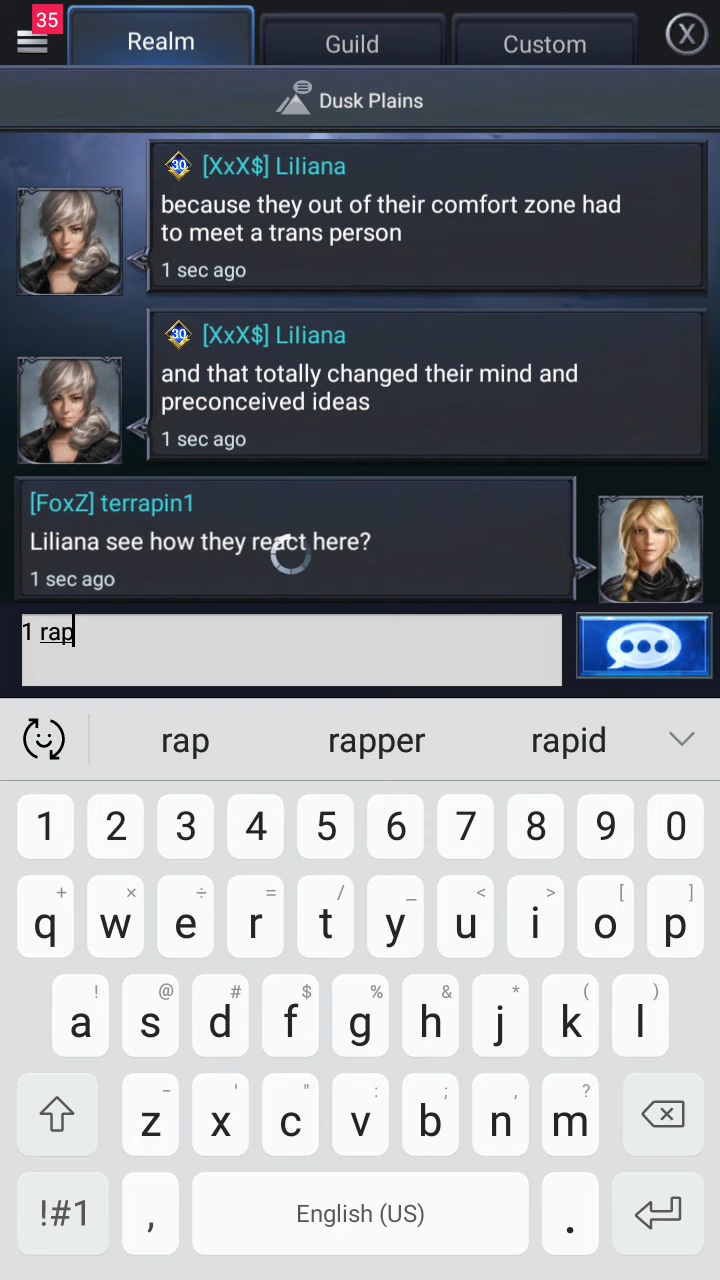 35
Realm
Guild
Custom
X
Dusk Plains
30 [XxX$] Liliana
because they out of their comfort zone had
to meet a trans person
1 sec ago
30 [XxX$] Liliana
and that totally changed their mind and
preconceived ideas
1 sec ago
[FoxZ] terrapin1
Liliana see how they react here?
1 sec ago
1 rap
rap rapper rapid
1 2 3 4 5 6 7 8 9 0
+ × ÷ = / _ < > [ ]
q w e r t y u i o p
! @ # $ % & * ( )
a s d f g h j k l
- ' " : ; , ?
z x c v b n m
!#1 , English (US) .